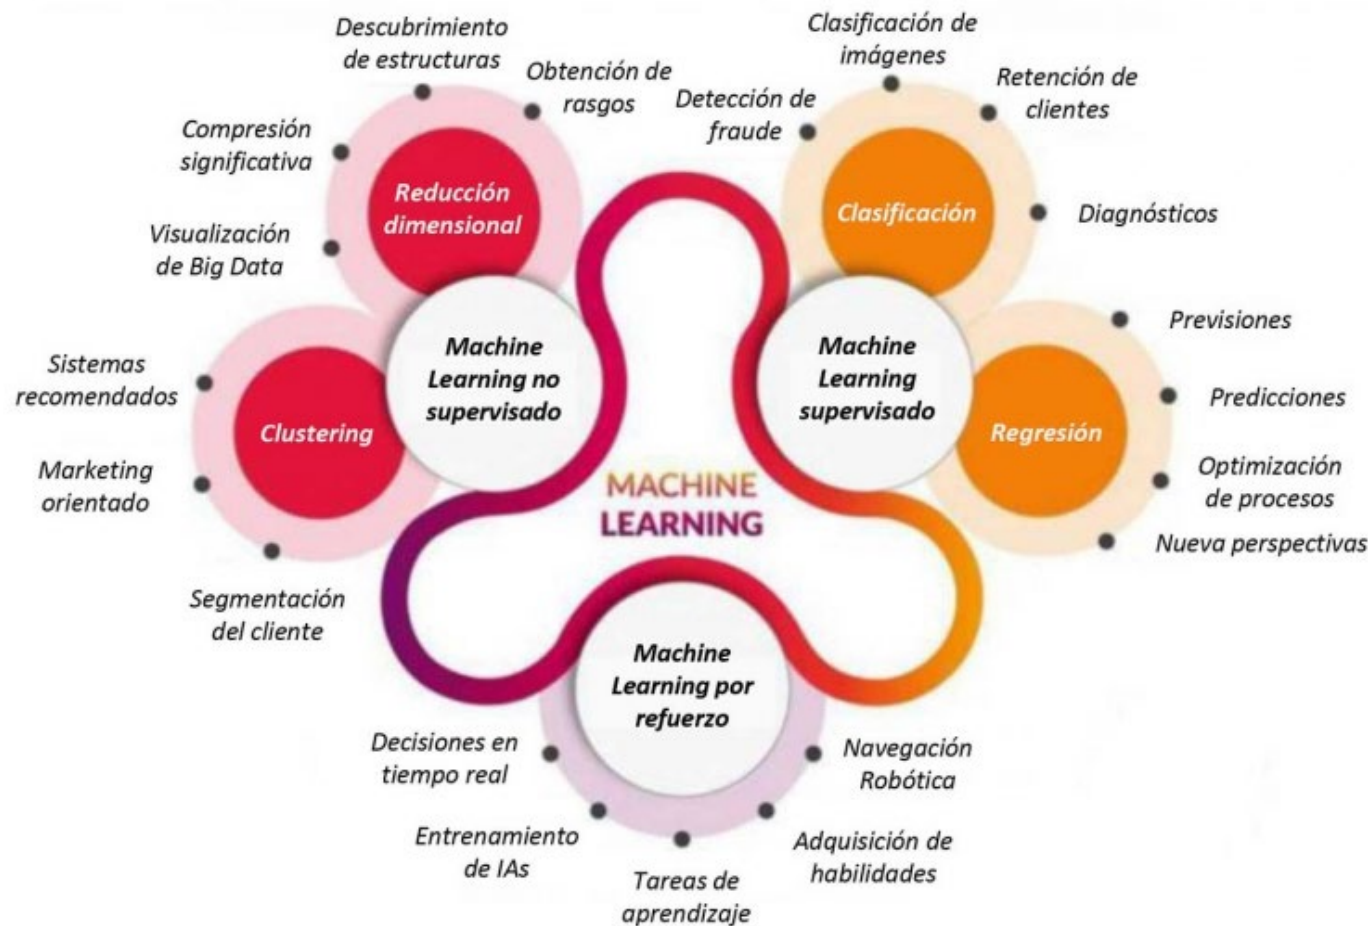 Descubrimiento
de estructuras
Obtención de
rasgos
Compresión
significativa
Visualización
de Big Data
Reducción
dimensional
Sistemas
recomendados
Marketing
orientado
Segmentación
del cliente
Clustering
Machine
Learning no
supervisado
Clasificación de
imágenes
Detección de
fraude
Retención de
clientes
Diagnósticos
Clasificación
Machine
Learning
supervisado
Previsiones
Predicciones
Optimización
de procesos
Nueva perspectivas
Regresión
MACHINE
LEARNING
Machine
Learning por
refuerzo
Decisiones en
tiempo real
Entrenamiento
de IAs
Tareas de
aprendizaje
Adquisición de
habilidades
Navegación
Robótica